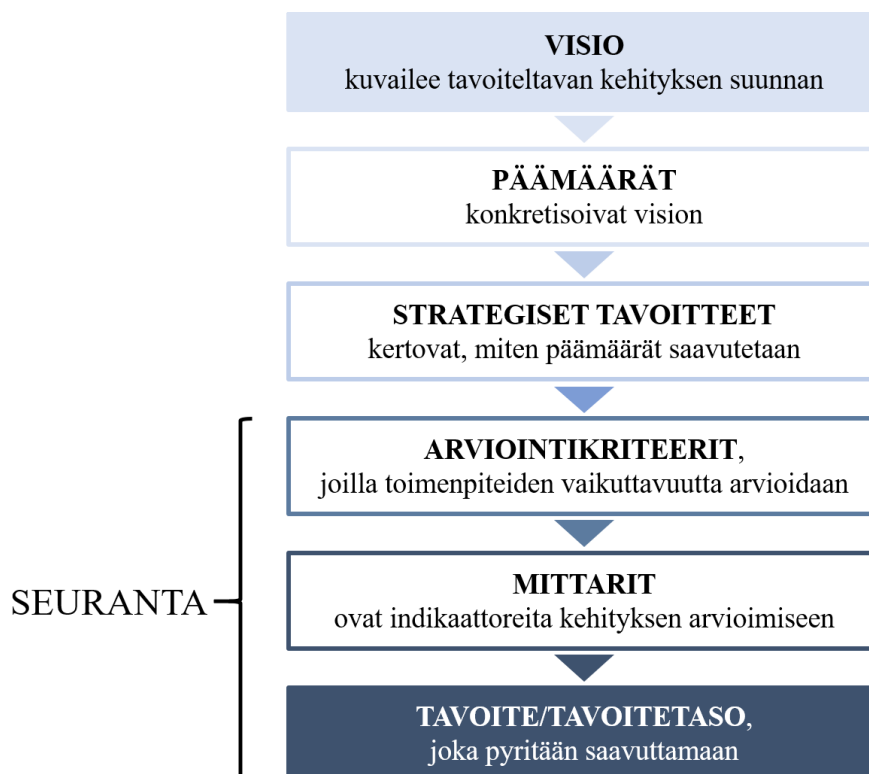 VISIO
kuvailee tavoiteltavan kehityksen suunnan
PÄÄMÄÄRÄT
konkretisoivat vision
STRATEGISET TAVOITTEET
kertovat, miten päämäärät saavutetaan
ARVIOINTIKRITEERIT,
joilla toimenpiteiden vaikuttavuutta arvioidaan
SEURANTA
MITTARIT
ovat indikaattoreita kehityksen arvioimiseen
TAVOITE/TAVOITETASO,
joka pyritään saavuttamaan